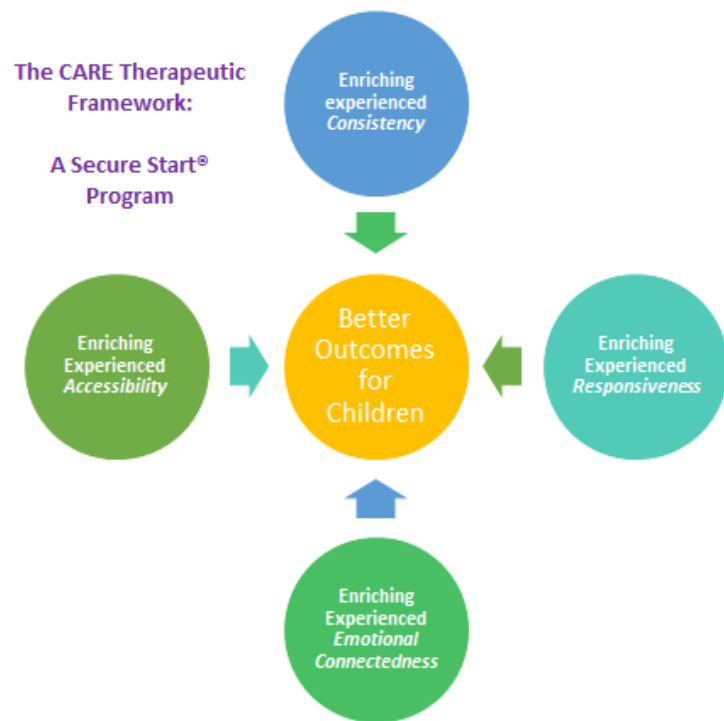 The CARE Therapeutic
Framework:
A Secure Start®
Program
Enriching
experienced
Consistency
Enriching
Experienced
Accessibility
Better
Outcomes
for
Children
Enriching
Experienced
Responsiveness
Enriching
Experienced
Emotional
Connectedness